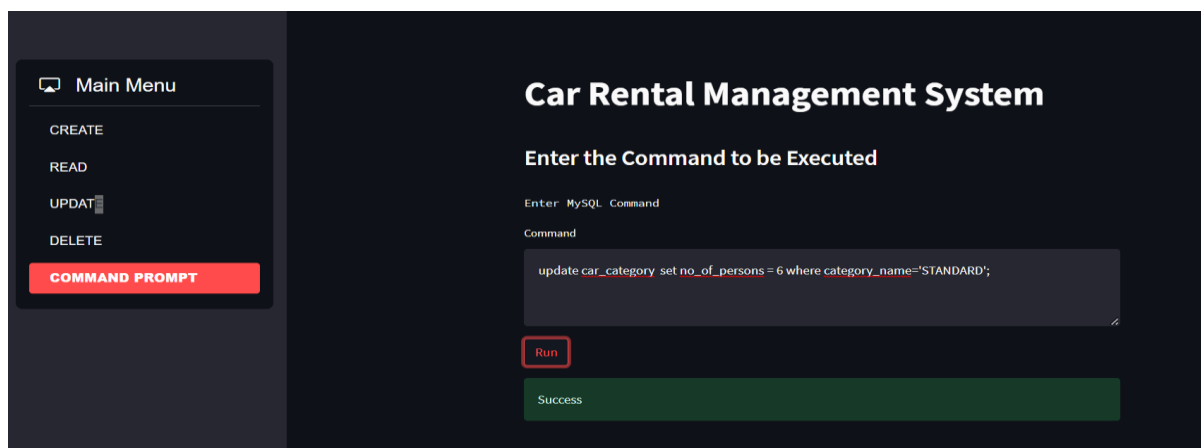 Main Menu
CREATE
READ
UPDATE
DELETE
COMMAND PROMPT
Car Rental Management System
Enter the Command to be Executed
Enter MySQL Command
Command
update car_category set no_of_persons = 6 where category_name='STANDARD';
Run
Success